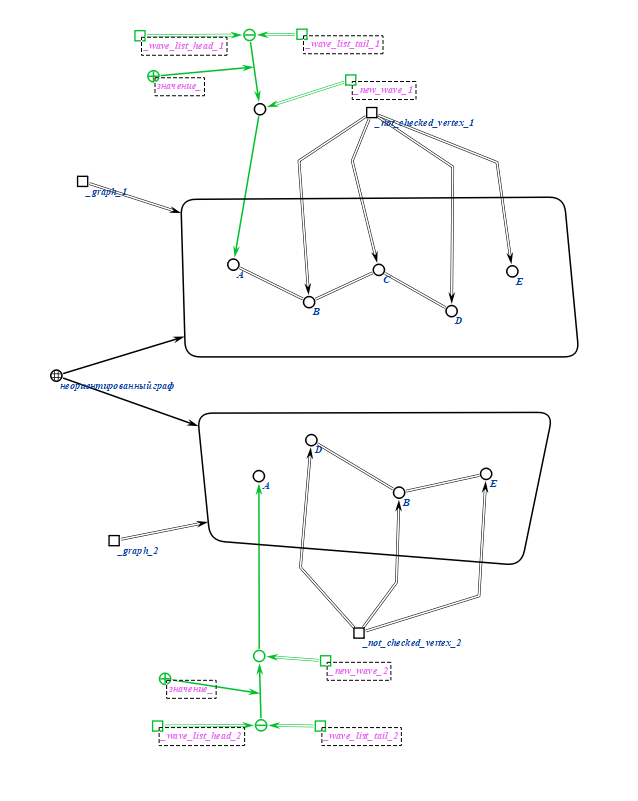 _wave_list_head_1
_wave_list_tail_1
значение_
_new_wave_1
_not_checked_vertex_1
_graph_1
A
B
C
D
E
неориентированный граф
D
A
B
E
_graph_2
_not_checked_vertex_2
_new_wave_2
значение_
_wave_list_head_2
_wave_list_tail_2